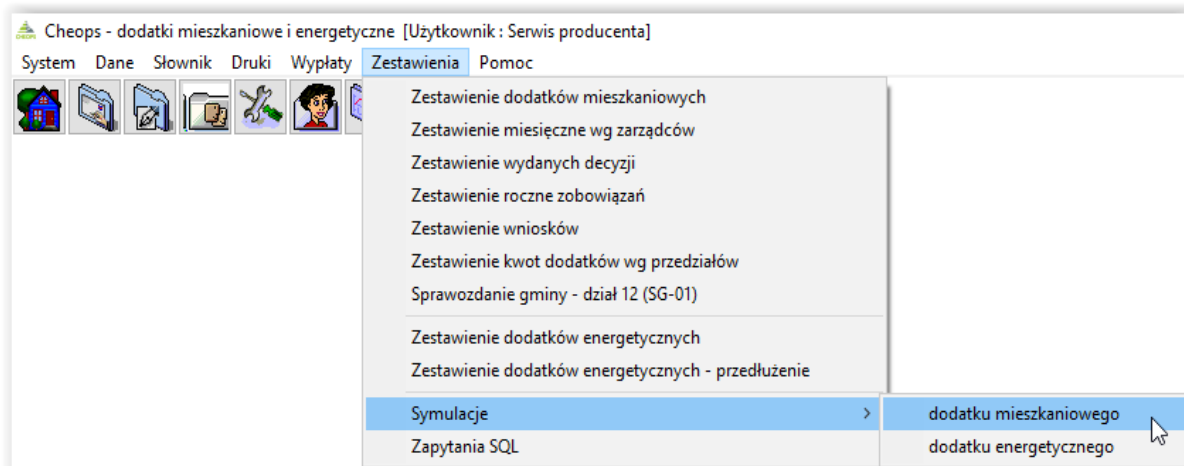 Cheops - dodatki mieszkaniowe i energetyczne [Użytkownik : Serwis producenta]
System Dane Słownik Druki Wypłaty Zestawienia Pomoc
Zestawienie dodatków mieszkaniowych
Zestawienie miesięczne wg zarządców
Zestawienie wydanych decyzji
Zestawienie roczne zobowiązań
Zestawienie wniosków
Zestawienie kwot dodatków wg przedziałów
Sprawozdanie gminy - dział 12 (SG-01)
Zestawienie dodatków energetycznych
Zestawienie dodatków energetycznych - przedłużenie
Symulacje > dodatku mieszkaniowego
Zapytania SQL dodatku energetycznego